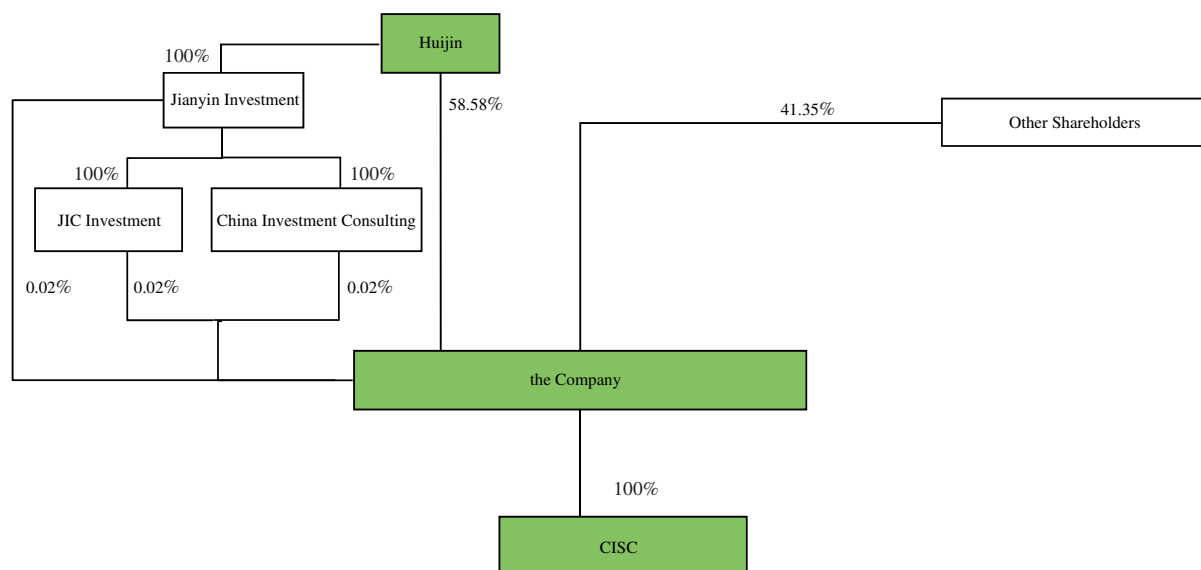 Huijin
100%
Jianyin Investment
58.58%
41.35%
Other Shareholders
100%
100%
JIC Investment
China Investment Consulting
0.02%
0.02%
0.02%
the Company
100%
CISC